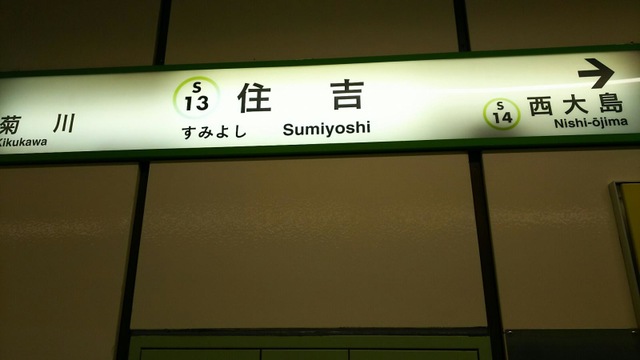 菊川
Kikukawa
S
13
住吉
すみよし Sumiyoshi
→
S
14
西大島
Nishi-ōjima